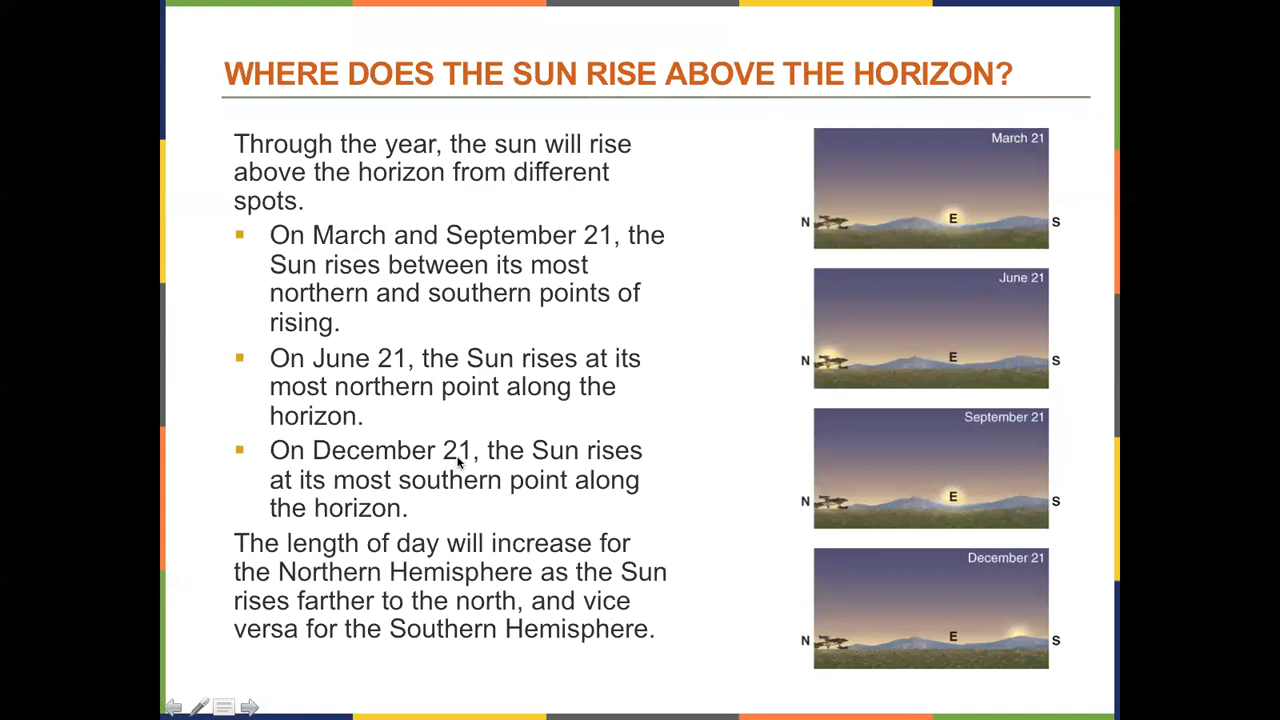 WHERE DOES THE SUN RISE ABOVE THE HORIZON?
Through the year, the sun will rise
above the horizon from different
spots.
▪ On March and September 21, the
Sun rises between its most
northern and southern points of
rising.
▪ On June 21, the Sun rises at its
most northern point along the
horizon.
▪ On December 21, the Sun rises
at its most southern point along
the horizon.
The length of day will increase for
the Northern Hemisphere as the Sun
rises farther to the north, and vice
versa for the Southern Hemisphere.
March 21
N E S
June 21
N E S
September 21
N E S
December 21
N E S